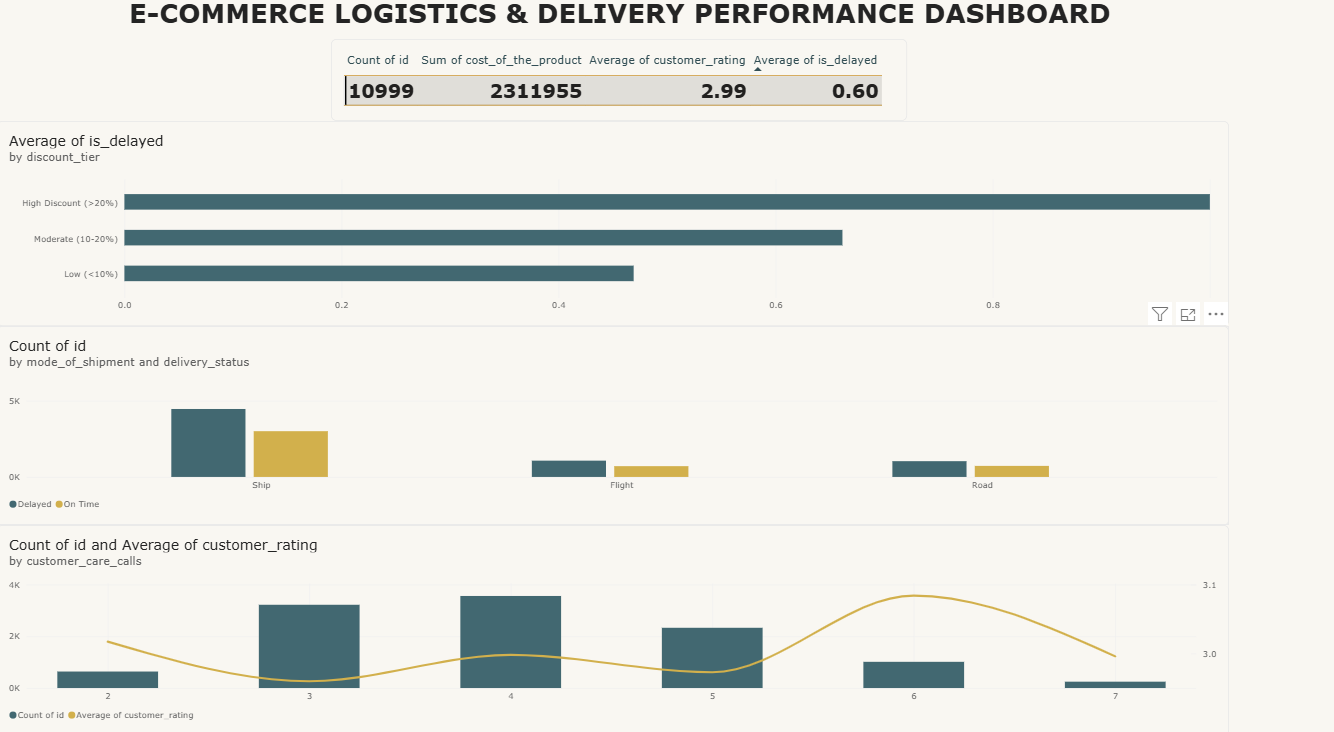 E-COMMERCE LOGISTICS & DELIVERY PERFORMANCE DASHBOARD
Count of id Sum of cost_of_the_product Average of customer_rating Average of is_delayed
10999 2311955 2.99 0.60
Average of is_delayed
by discount_tier
High Discount (>20%)
Moderate (10-20%)
Low (<10%)
0.0 0.2 0.4 0.6 0.8
Count of id
by mode_of_shipment and delivery_status
5K
0K
Ship Flight Road
Delayed On Time
Count of id and Average of customer_rating
by customer_care_calls
4K 3.1
2K
3.0
0K
2 3 4 5 6 7
Count of id Average of customer_rating